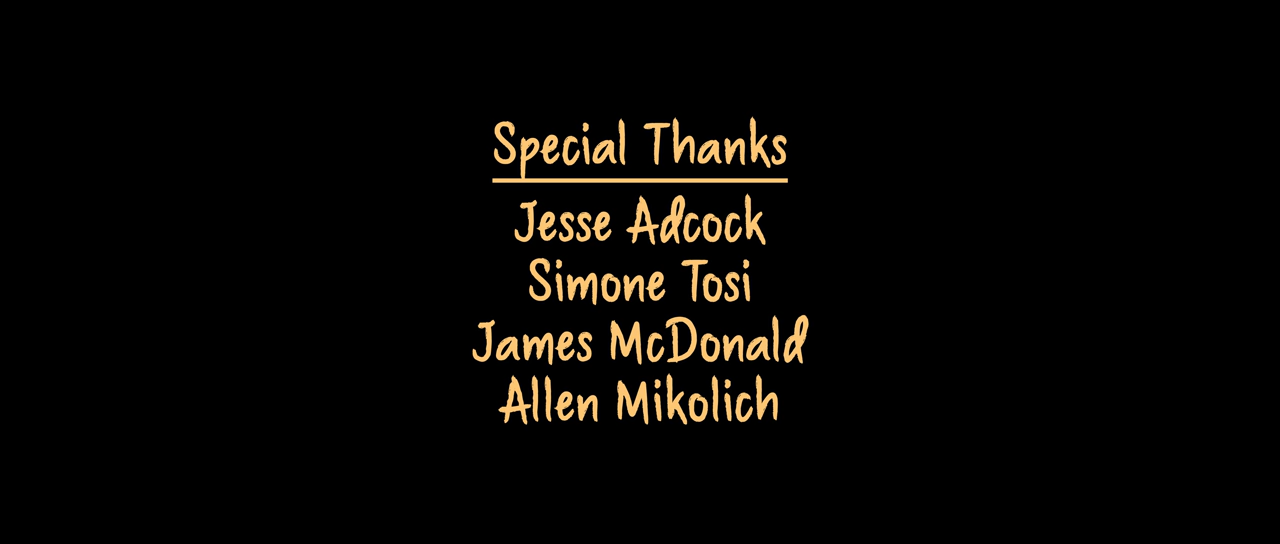 Special Thanks
Jesse Adcock
Simone Tosi
James McDonald
Allen Mikolich